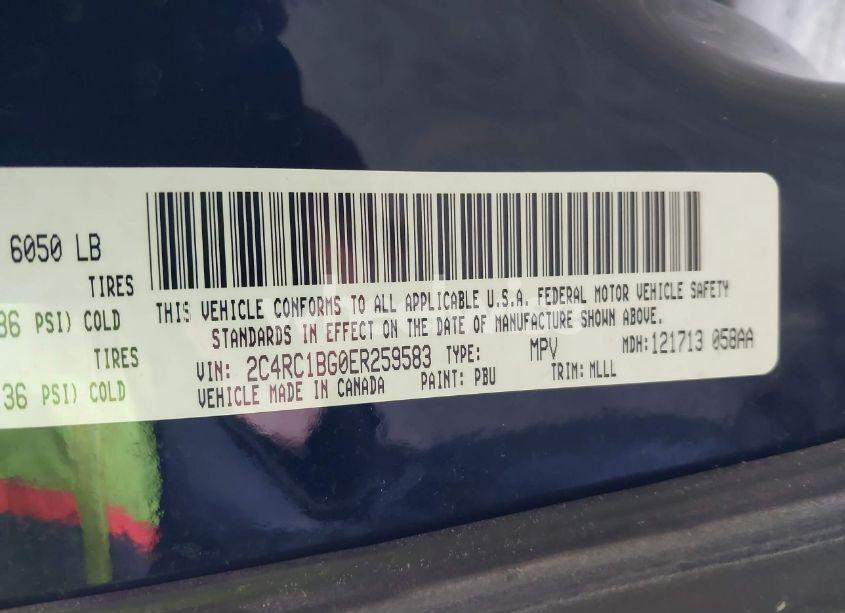 6050 LB
TIRES
36 PSI) COLD
TIRES
36 PSI) COLD
THIS VEHICLE CONFORMS TO ALL APPLICABLE U.S.A. FEDERAL MOTOR VEHICLE SAFETY
STANDARDS IN EFFECT ON THE DATE OF MANUFACTURE SHOWN ABOVE.
VIN: 2C4RC1BG0ER259583 TYPE: MPV MDH:121713 058AA
VEHICLE MADE IN CANADA PAINT: PBU TRIM: MLLL